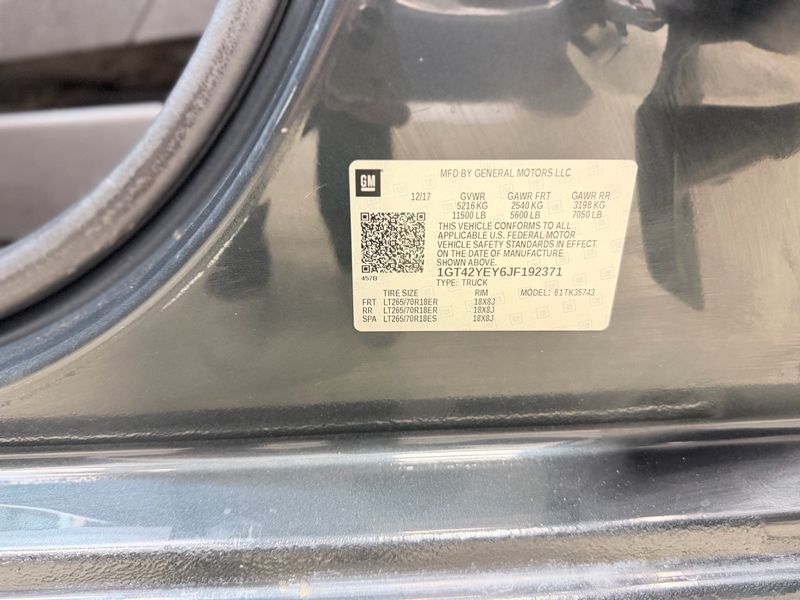 GM
MFD BY GENERAL MOTORS LLC
12/17 GVWR GAWR FRT GAWR RR
5216 KG 2540 KG 3198 KG
11500 LB 5600 LB 7050 LB
THIS VEHICLE CONFORMS TO ALL
APPLICABLE U.S. FEDERAL MOTOR
VEHICLE SAFETY STANDARDS IN EFFECT
ON THE DATE OF MANUFACTURE
SHOWN ABOVE.
1GT42YEY6JF192371
457B
TYPE: TRUCK
TIRE SIZE RIM MODEL: 61TK35743
FRT LT265/70R18ER 18X8J
RR LT265/70R18ER 18X8J
SPA LT265/70R18ES 18X8J